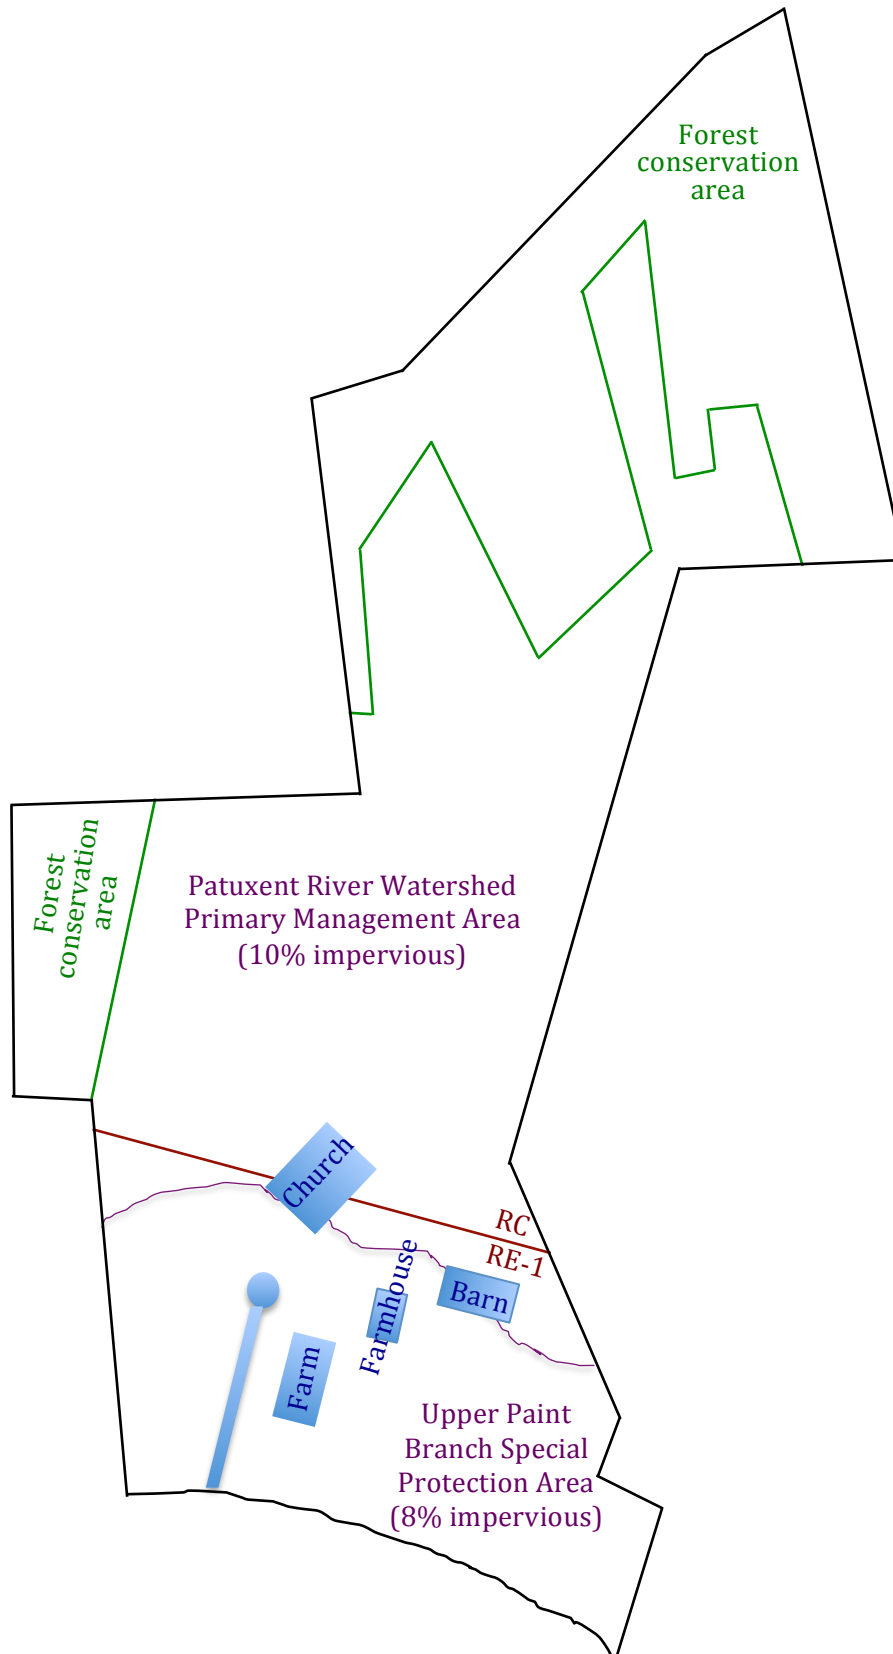 Forest
conservation
area
Forest
conservation
area
Patuxent River Watershed
Primary Management Area
(10% impervious)
Church
RC
RE-1
Farmhouse
Barn
Farm
Upper Paint
Branch Special
Protection Area
(8% impervious)